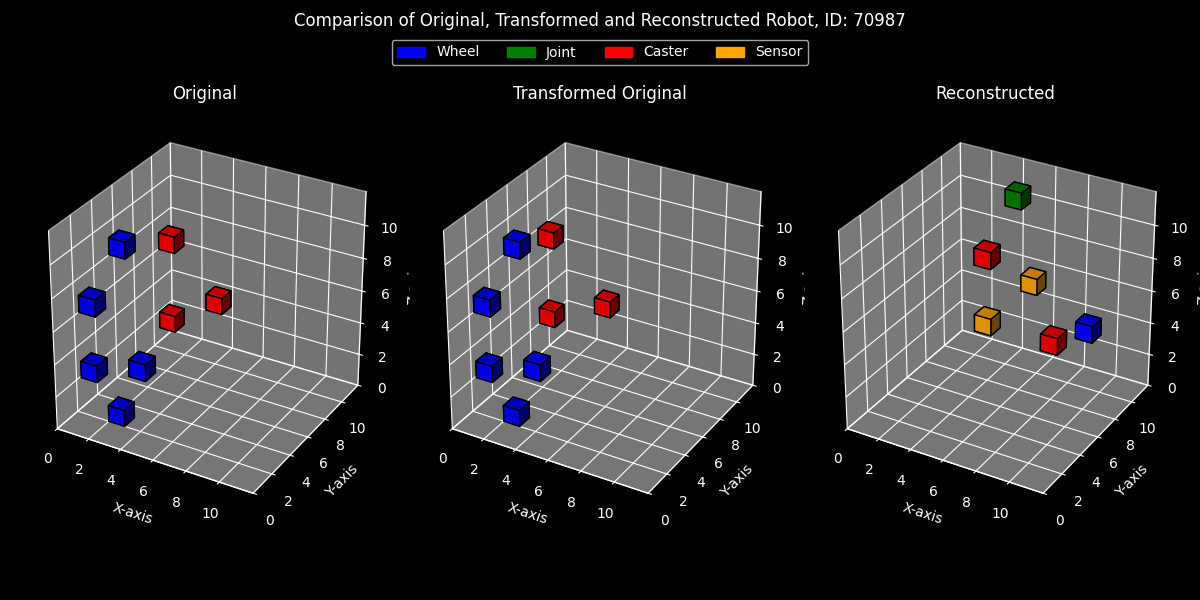 Comparison of Original, Transformed and Reconstructed Robot, ID: 70987
Wheel Joint Caster Sensor
Original Transformed Original Reconstructed
10 8 6 4 2 0
0 2 4 6 8 10
X-axis
0 2 4 6 8 10
Y-axis
10 8 6 4 2 0
0 2 4 6 8 10
X-axis
0 2 4 6 8 10
Y-axis
10 8 6 4 2 0
0 2 4 6 8 10
X-axis
0 2 4 6 8 10
Y-axis